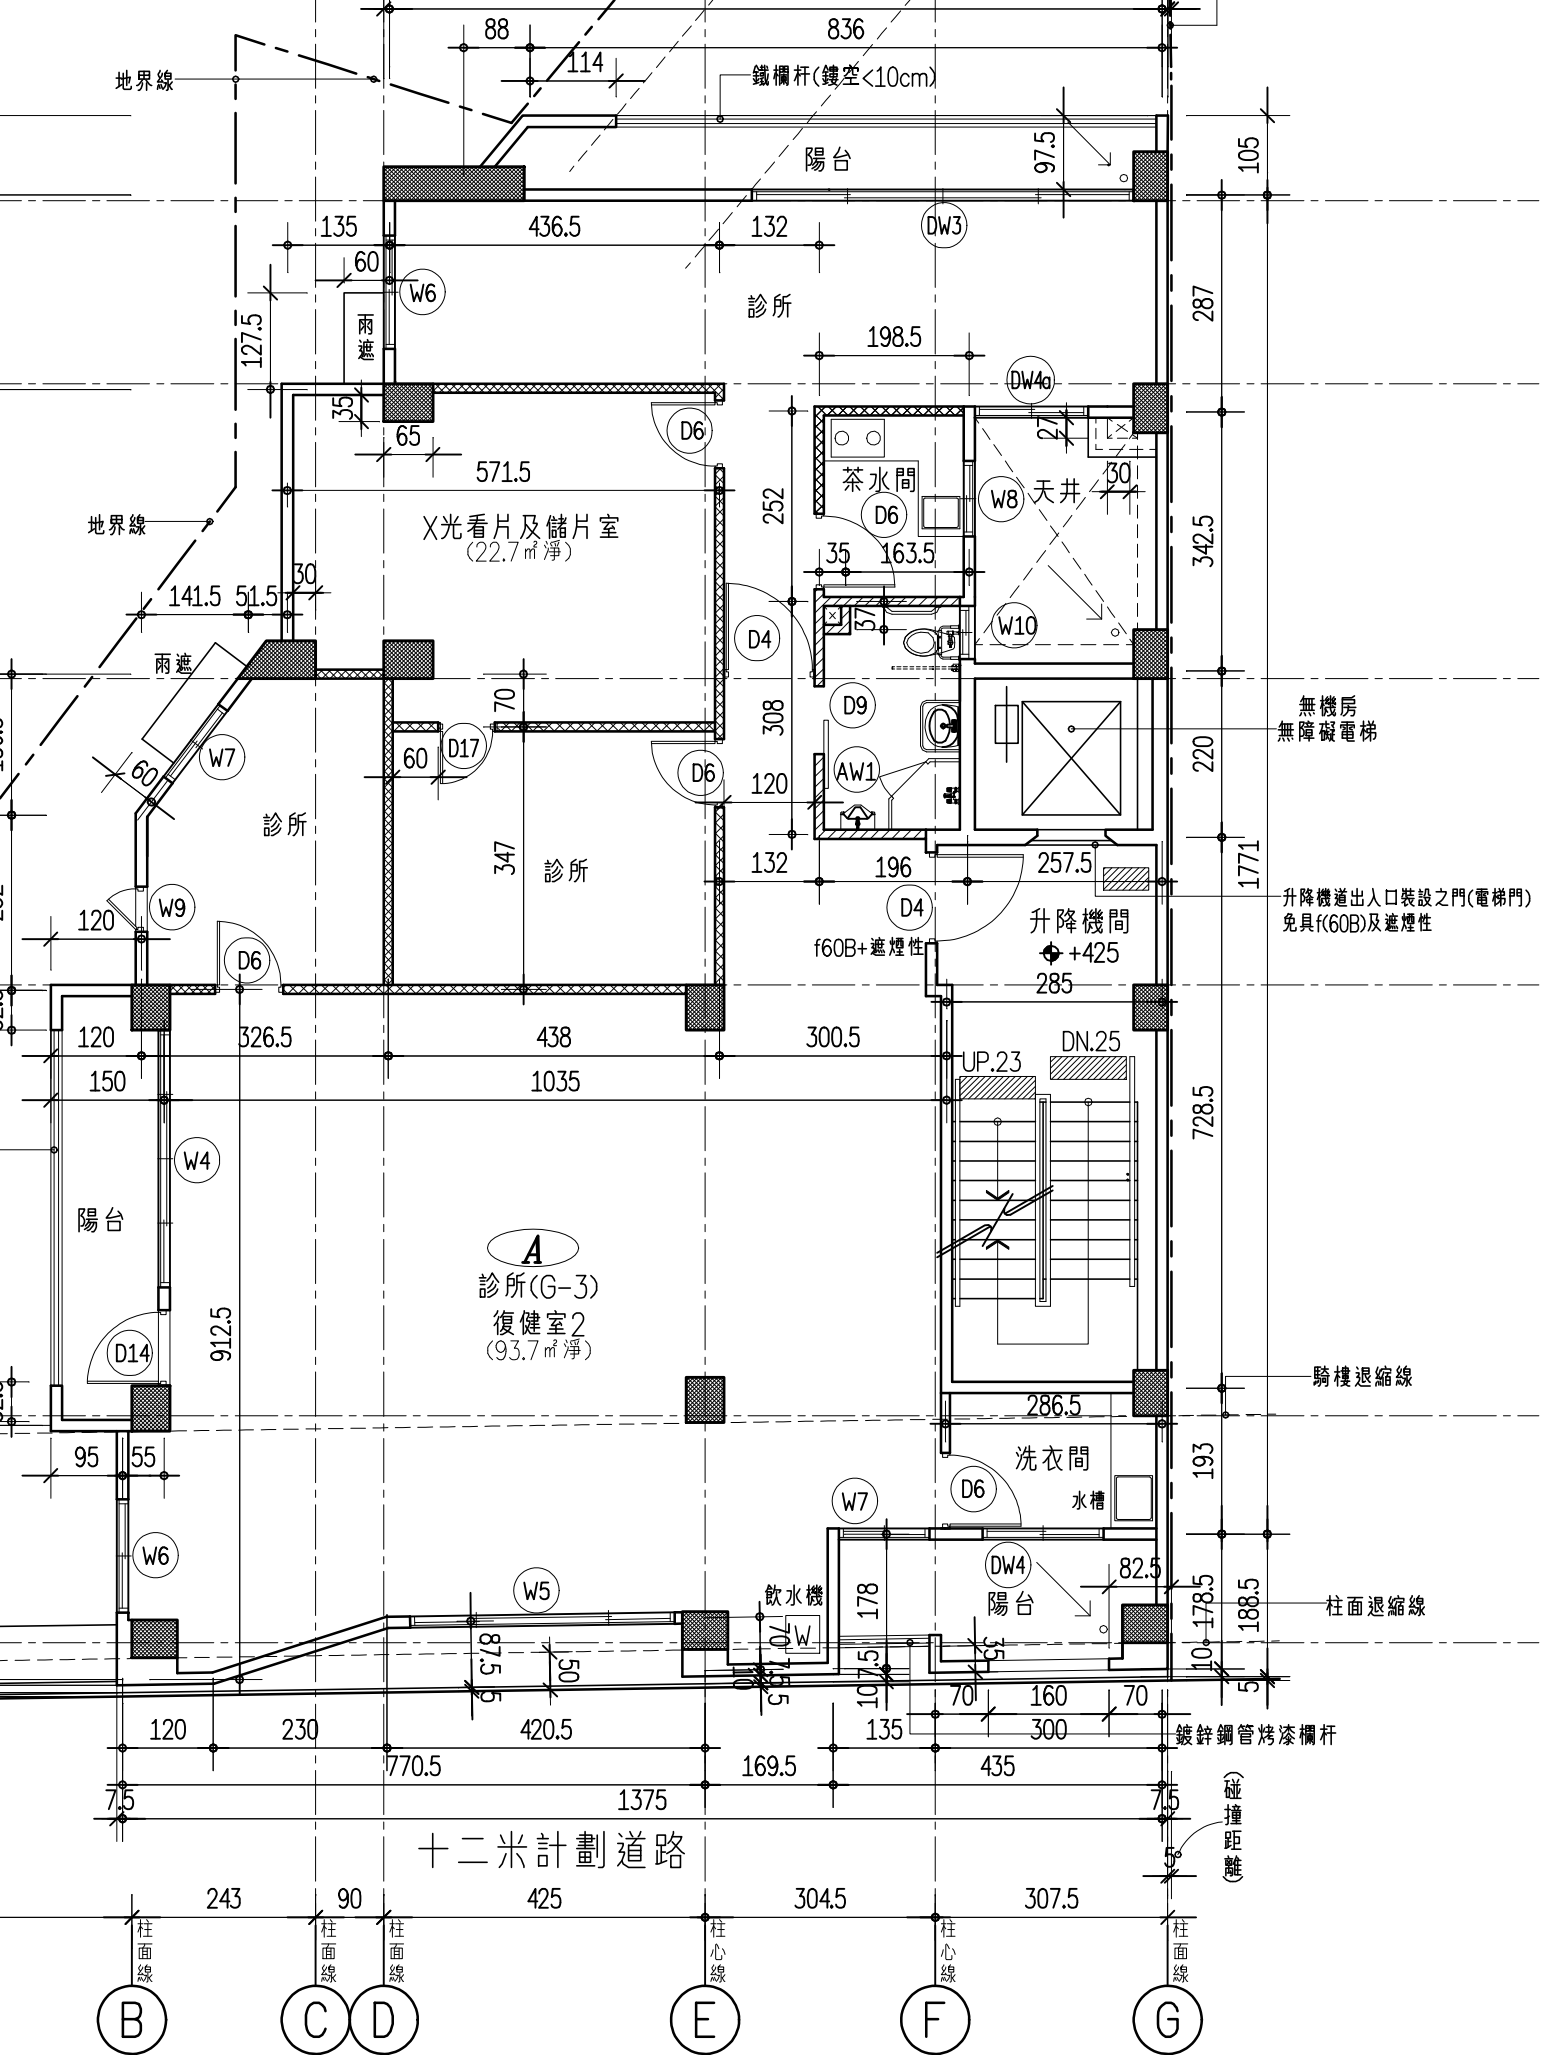 88
836
地界線
114
鐵欄杆(鏤空<10cm)
陽台
97.5
105
135
436.5
132
DW3
60
W6
雨遮
127.5
診所
287
198.5
DW4a
35
65
D6
27
571.5
252
茶水間
D6
W8
天井
30
地界線
X光看片及儲片室
(22.7㎡淨)
342.5
30
35
163.5
141.5
51.5
37
W10
D4
雨遮
70
D9
308
無機房
無障礙電梯
W7
D17
60
60
D6
AW1
120
220
診所
347
診所
132
196
257.5
1771
W9
120
D4
升降機間
升降機道出入口裝設之門(電梯門)
免具f(60B)及遮煙性
D6
f60B+遮煙性
+425
285
120
326.5
438
300.5
UP.23
DN.25
150
1035
728.5
W4
陽台
A
診所(G-3)
復健室2
(93.7㎡淨)
912.5
D14
騎樓退縮線
286.5
95
55
洗衣間
193
W7
D6
水槽
W6
W5
飲水機
W
DW4
陽台
82.5
178
178.5
188.5
柱面退縮線
87.5
5
50
70
7.5
10
5.5
107.5
35
10
5
70
160
70
120
230
420.5
135
300
鍍鋅鋼管烤漆欄杆
770.5
169.5
435
7.5
1375
7.5
(碰撞距離)
十二米計劃道路
5
243
90
425
304.5
307.5
柱面線
柱面線
柱面線
柱心線
柱心線
柱面線
B
C
D
E
F
G